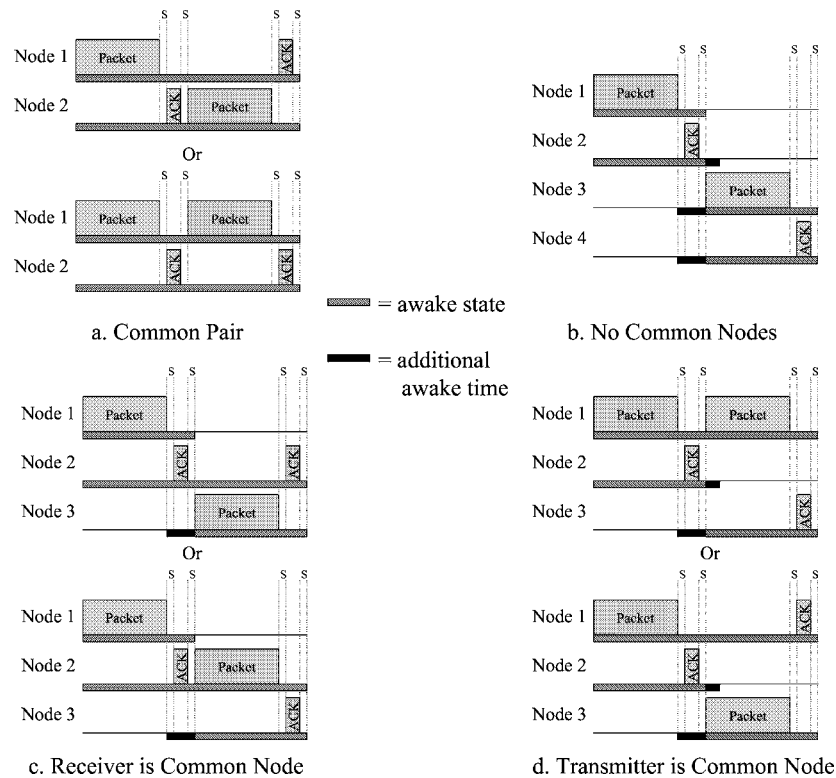 S S S S
Node 1 Packet ACK
Node 2 ACK Packet
Or
S S S S
Node 1 Packet Packet
Node 2 ACK ACK
a. Common Pair
S S S S
Node 1 Packet
Node 2 ACK
Node 3 Packet
Node 4 ACK
b. No Common Nodes
= awake state
= additional
awake time
S S S S
Node 1 Packet
Node 2 ACK ACK
Node 3 Packet
Or
S S S S
Node 1 Packet
Node 2 ACK Packet
Node 3 ACK
c. Receiver is Common Node
S S S S
Node 1 Packet Packet
Node 2 ACK
Node 3 ACK
Or
S S S S
Node 1 Packet ACK
Node 2 ACK
Node 3 Packet
d. Transmitter is Common Node